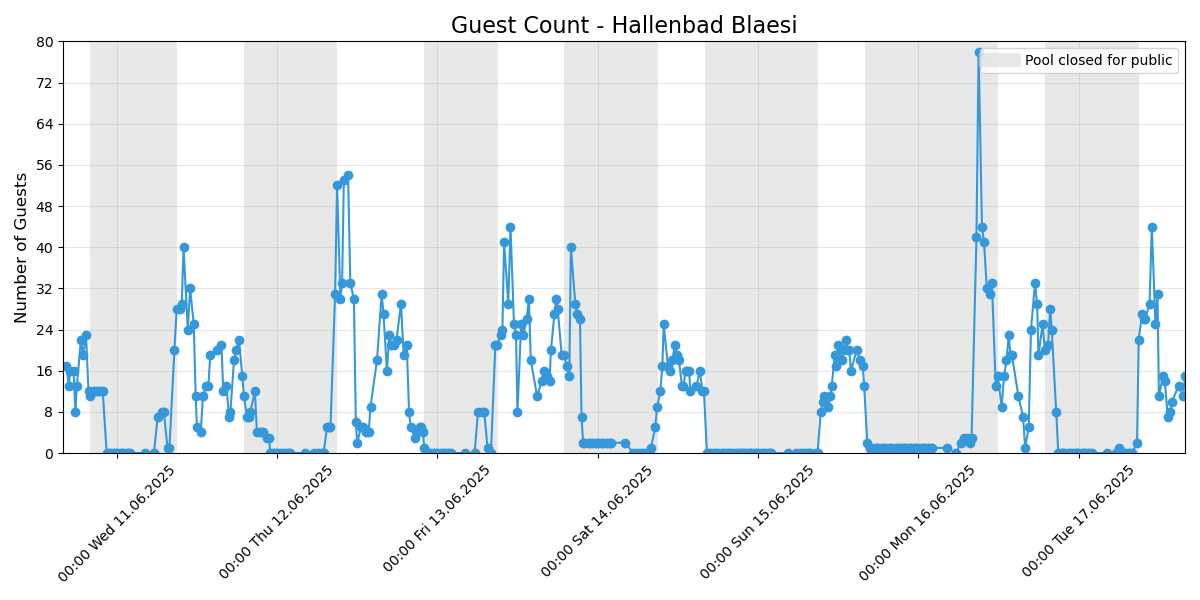 Guest Count - Hallenbad Blaesi
Number of Guests
80
72
64
56
48
40
32
24
16
8
0
Pool closed for public
00:00 Wed 11.06.2025
00:00 Thu 12.06.2025
00:00 Fri 13.06.2025
00:00 Sat 14.06.2025
00:00 Sun 15.06.2025
00:00 Mon 16.06.2025
00:00 Tue 17.06.2025